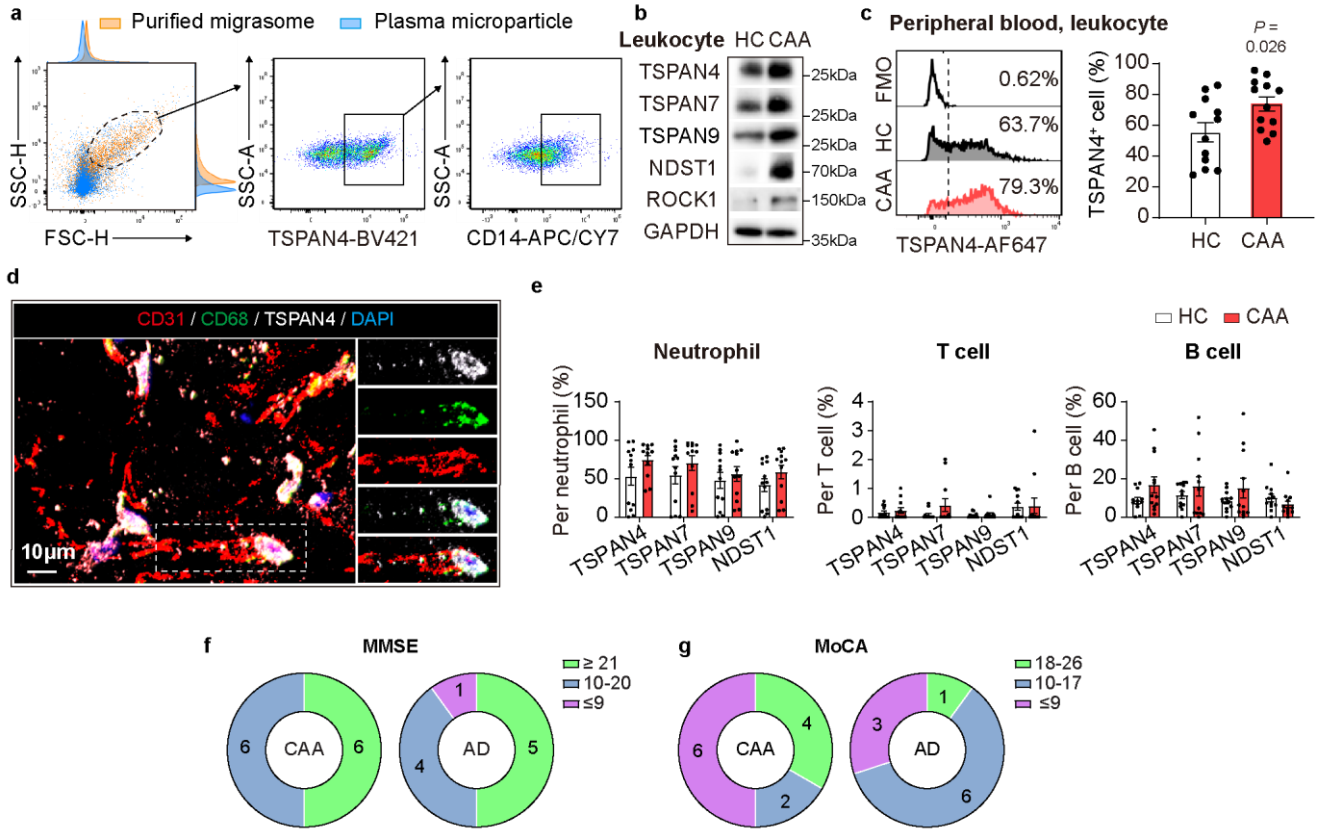 a
Purified migrasome
Plasma microparticle
SSC-H
FSC-H
SSC-A
TSPAN4-BV421
SSC-A
CD14-APC/CY7
b
Leukocyte HC CAA
TSPAN4
25kDa
TSPAN7
25kDa
TSPAN9
25kDa
NDST1
70kDa
ROCK1
150kDa
GAPDH
35kDa
c
Peripheral blood, leukocyte
FMO
0.62%
HC
63.7%
CAA
79.3%
0 10³ 10⁴
TSPAN4-AF647
P =
0.026
TSPAN4⁺ cell (%)
100
80
60
40
20
0
HC CAA
d
CD31 / CD68 / TSPAN4 / DAPI
10μm
e
HC CAA
Neutrophil
Per neutrophil (%)
150
100
50
0
TSPAN4 TSPAN7 TSPAN9 NDST1
T cell
Per T cell (%)
4
3
2
1
0
TSPAN4 TSPAN7 TSPAN9 NDST1
B cell
Per B cell (%)
60
40
20
0
TSPAN4 TSPAN7 TSPAN9 NDST1
f
MMSE
≥ 21
10-20
≤9
6 CAA 6
1
AD
5
4
g
MoCA
18-26
10-17
≤9
4
6 CAA
2
1
3
AD
6